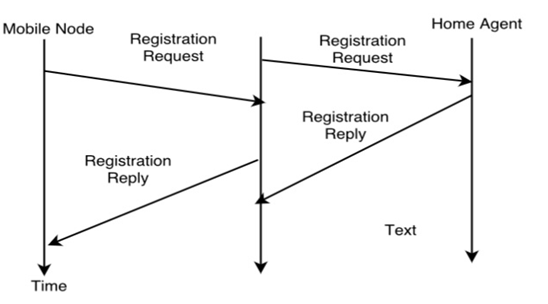 Mobile Node
Home Agent
Registration
Request
Registration
Request
Registration
Reply
Registration
Reply
Text
Time